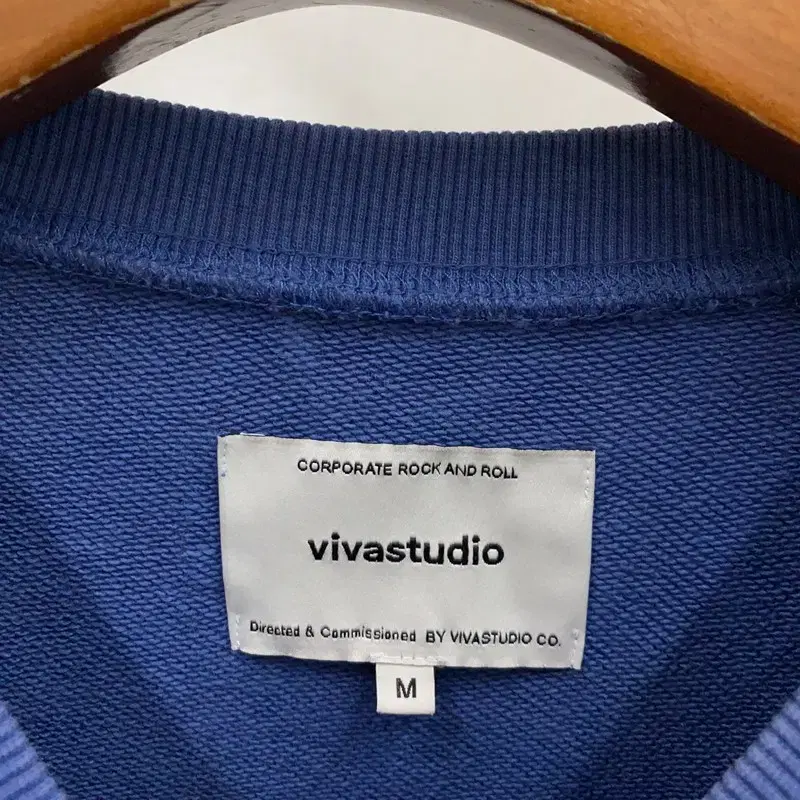 CORPORATE ROCK AND ROLL
vivastudio
Directed & Commissioned BY VIVASTUDIO CO.
M